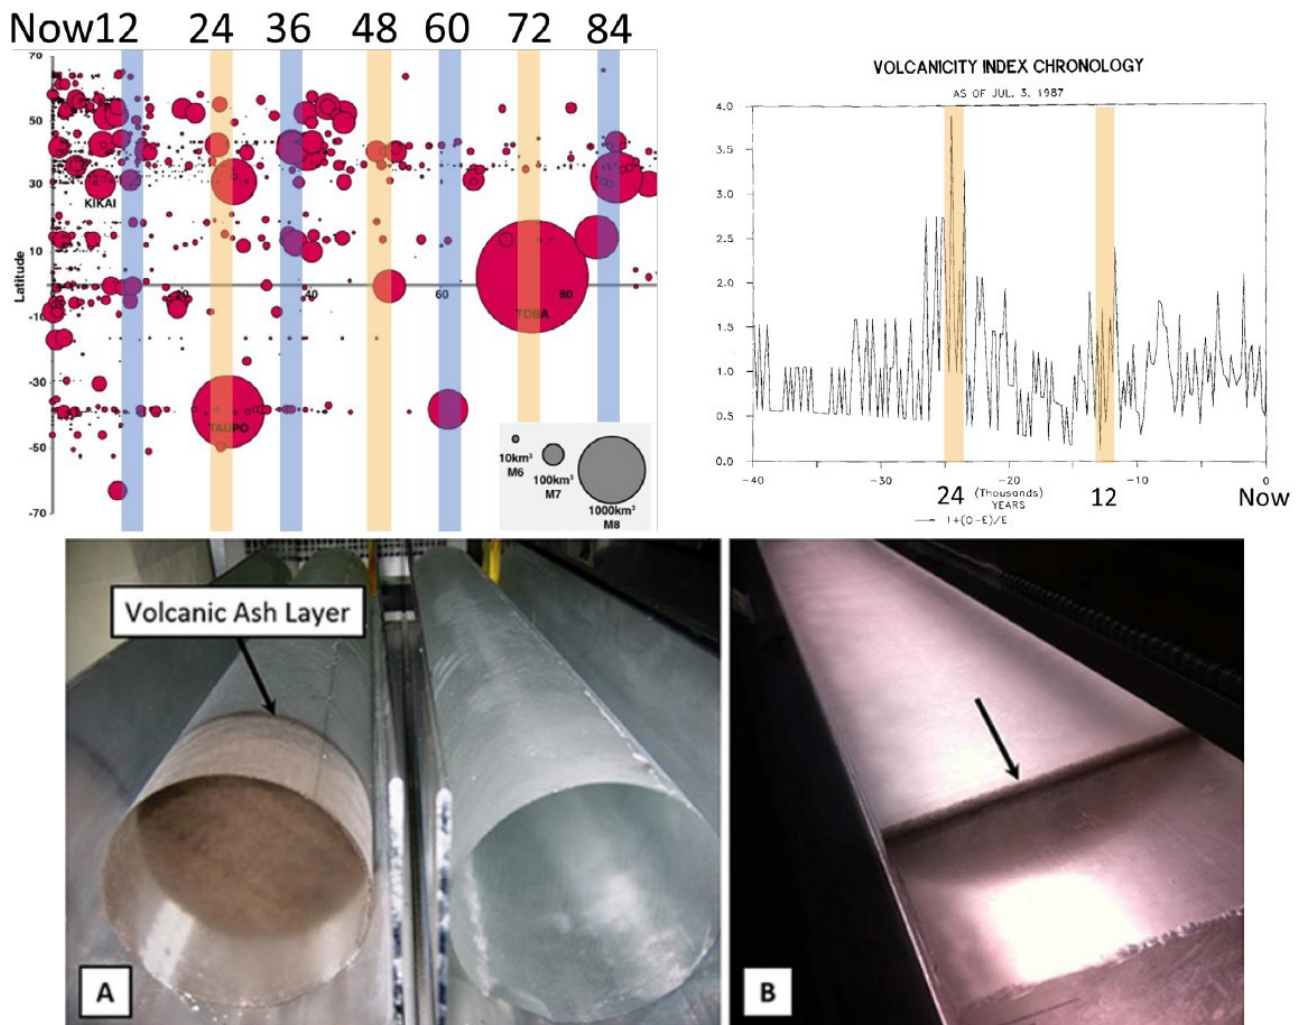 Now12 24 36 48 60 72 84
70
50
30
10
-10
-30
-50
-70
Latitude
KIKAI
20
40
60
80
TOBA
TAUPO
10km³
M6
100km³
M7
1000km³
M8
VOLCANICITY INDEX CHRONOLOGY
AS OF JUL. 3, 1987
4.0
3.5
3.0
2.5
2.0
1.5
1.0
0.5
0.0
-40 -30 -20 -10 0
24 (Thousands) 12 Now
YEARS
1+(O-E)/E
Volcanic Ash Layer
A
B